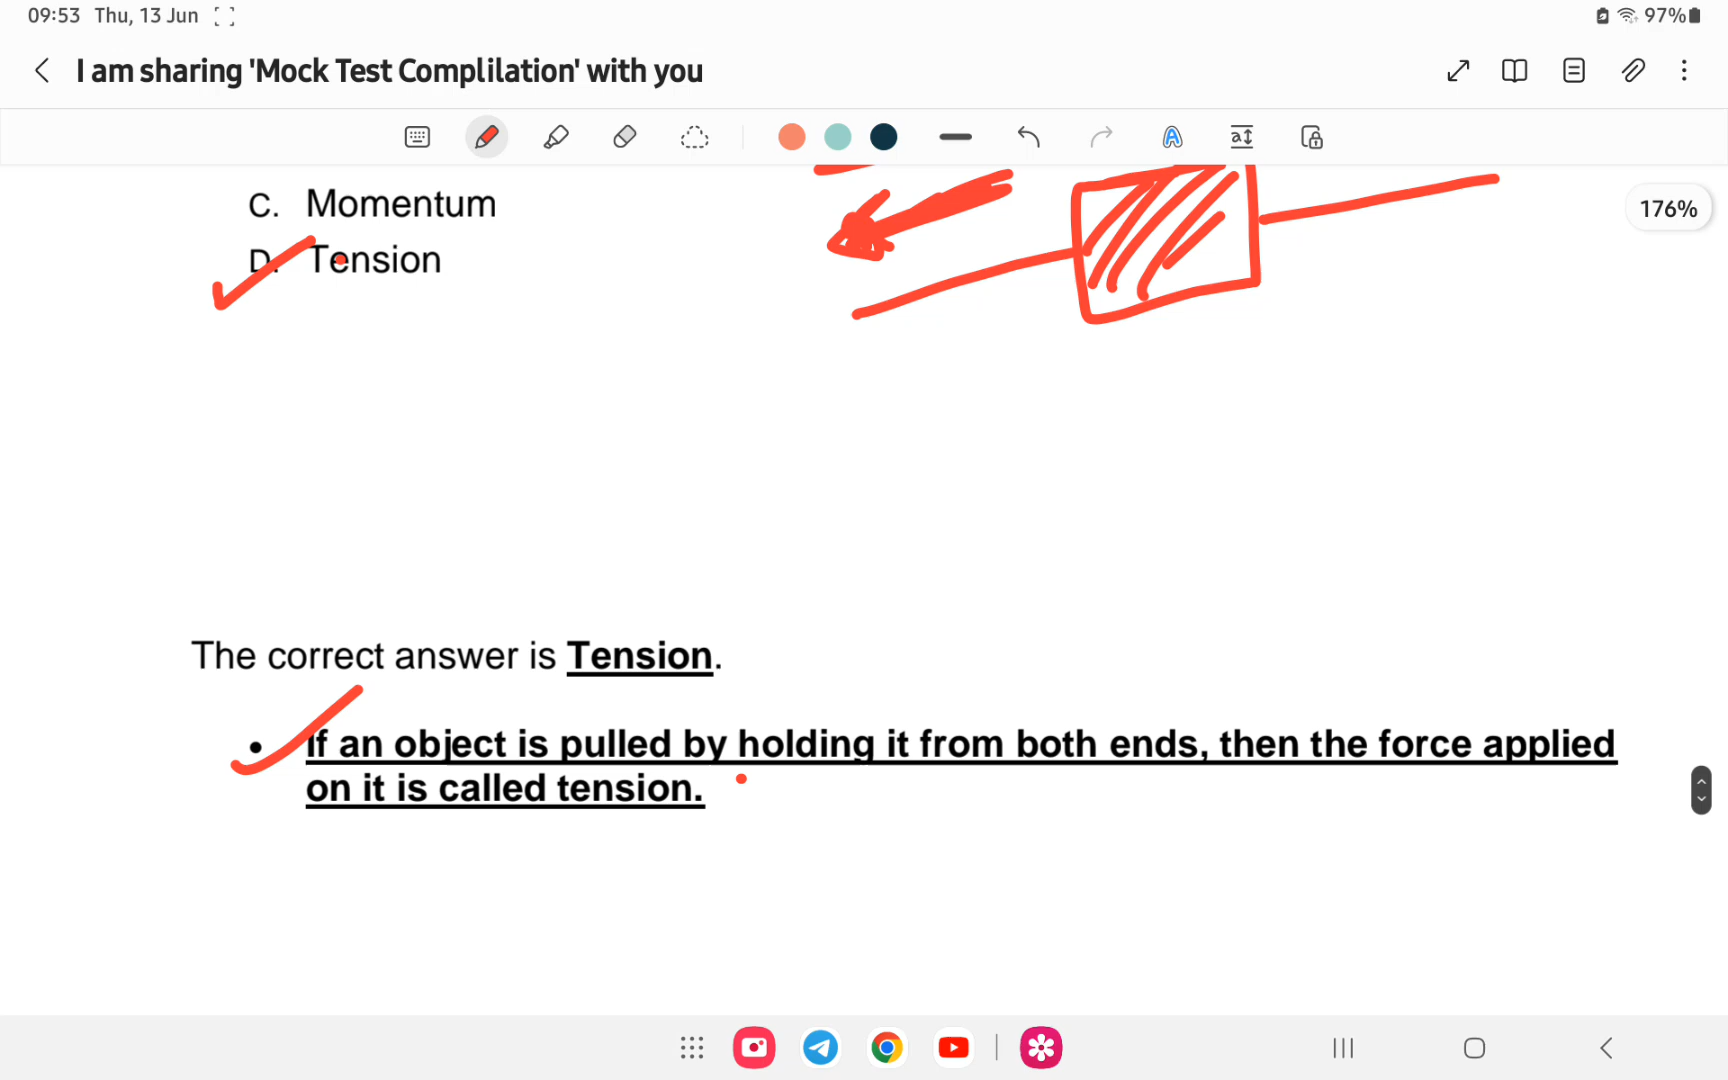 09:53 Thu, 13 Jun 97%
I am sharing 'Mock Test Complilation' with you
176%
C. Momentum
D. Tension
The correct answer is Tension.
• If an object is pulled by holding it from both ends, then the force applied
on it is called tension.